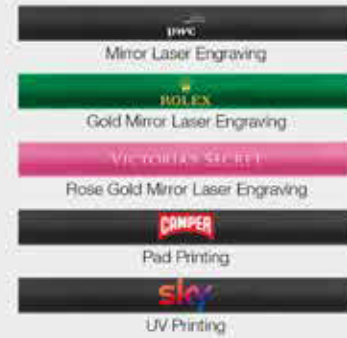 pwc
Mirror Laser Engraving
ROLEX
Gold Mirror Laser Engraving
VICTORIA'S SECRET
Rose Gold Mirror Laser Engraving
CAMPER
Pad Printing
sky
UV Printing